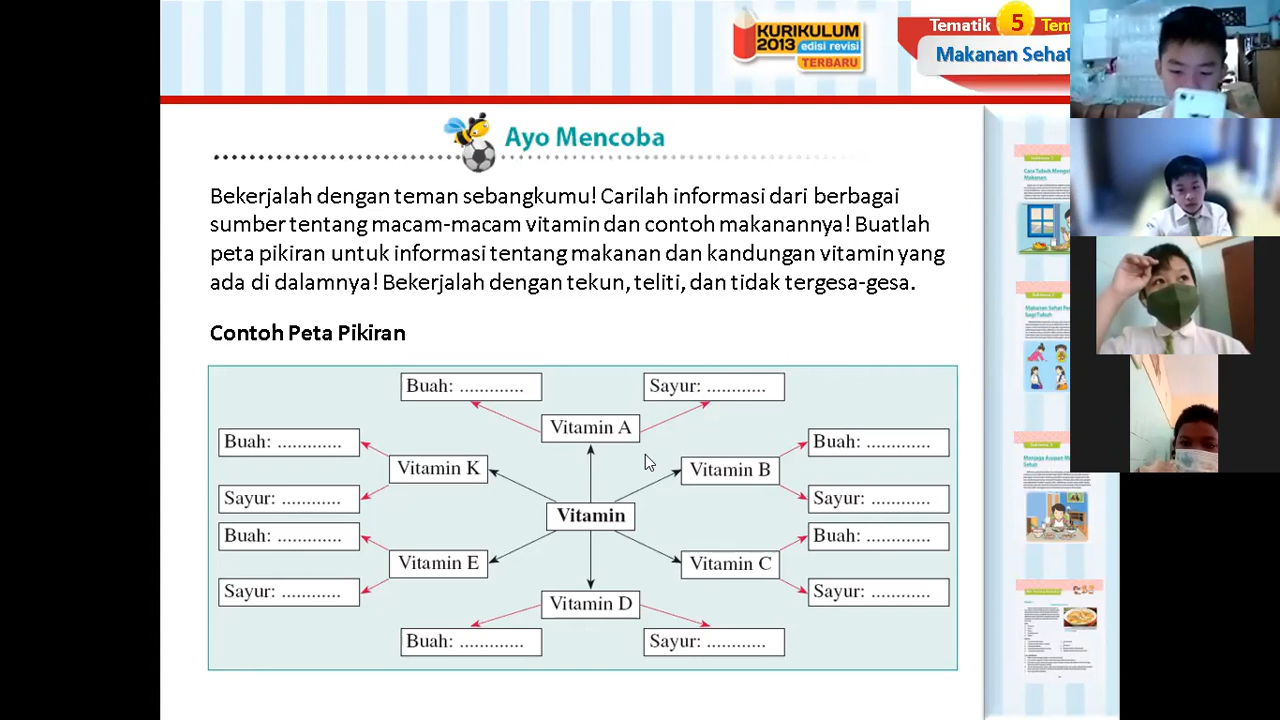 KURIKULUM
2013 edisi revisi
TERBARU
Tematik 5 Tem
Makanan Sehat
Ayo Mencoba
Bekerjalah dengan temen sebangkumu! Carilah informasi dari berbagai
sumber tentang macam-macam vitamin dan contoh makanannya! Buatlah
peta pikiran untuk informasi tentang makanan dan kandungan vitamin yang
ada di dalamnya! Bekerjalah dengan tekun, teliti, dan tidak tergesa-gesa.
Contoh Peta Pikiran
Buah: .............
Sayur: ............
Vitamin A
Buah: .............
Buah: .............
Vitamin K
Vitamin B
Sayur: ............
Sayur: ............
Vitamin
Buah: .............
Buah: .............
Vitamin E
Vitamin C
Sayur: ............
Sayur: ............
Vitamin D
Buah: .............
Sayur: ............